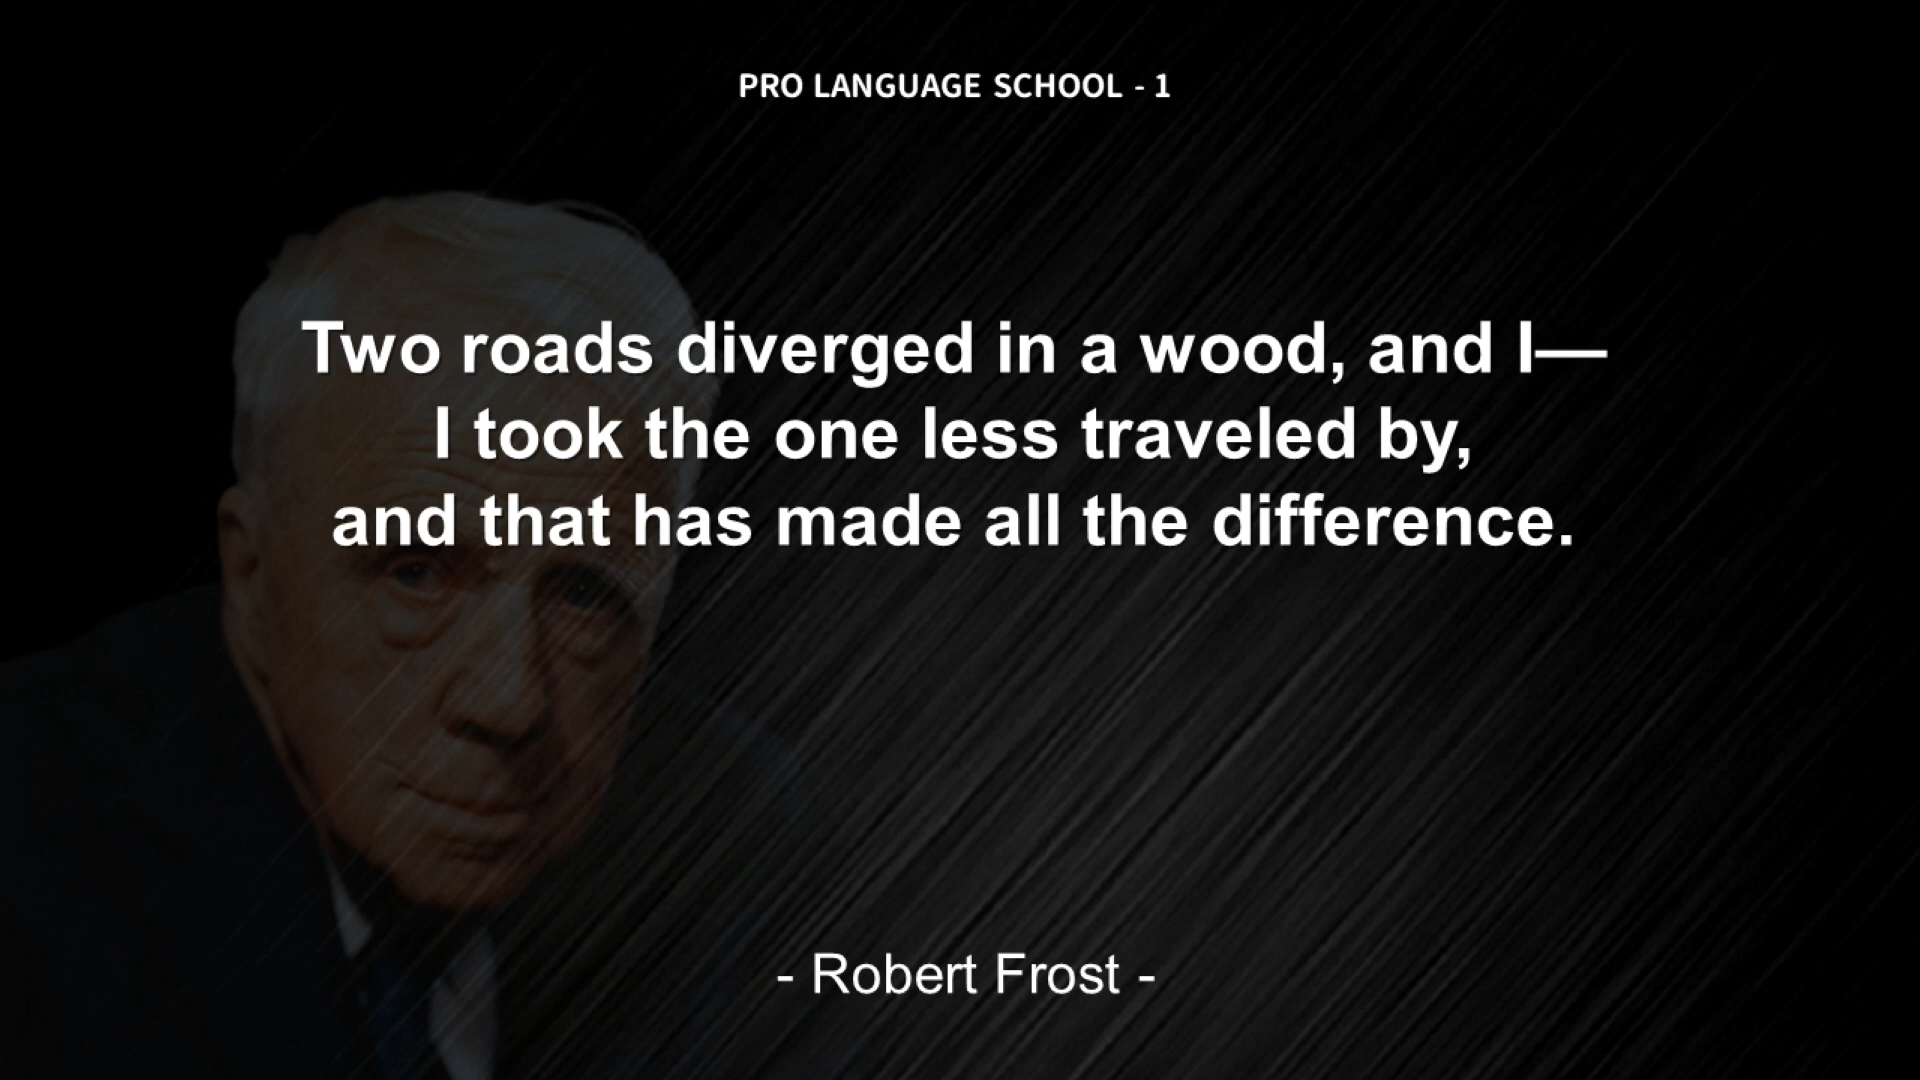 PRO LANGUAGE SCHOOL - 1
Two roads diverged in a wood, and I—
I took the one less traveled by,
and that has made all the difference.
- Robert Frost -